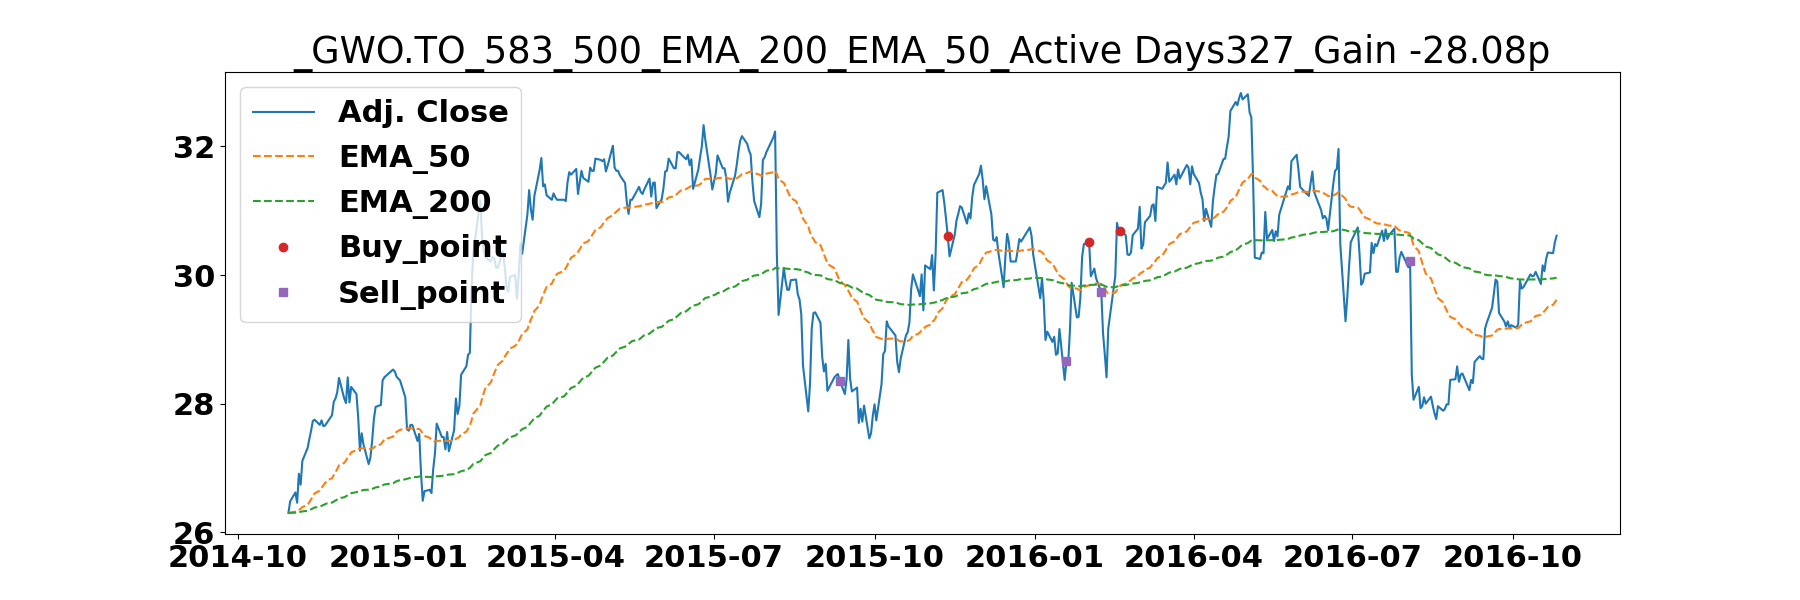 _GWO.TO_583_500_EMA_200_EMA_50_Active Days327_Gain -28.08p
Adj. Close
EMA_50
EMA_200
Buy_point
Sell_point
32
30
28
26
2014-10 2015-01 2015-04 2015-07 2015-10 2016-01 2016-04 2016-07 2016-10